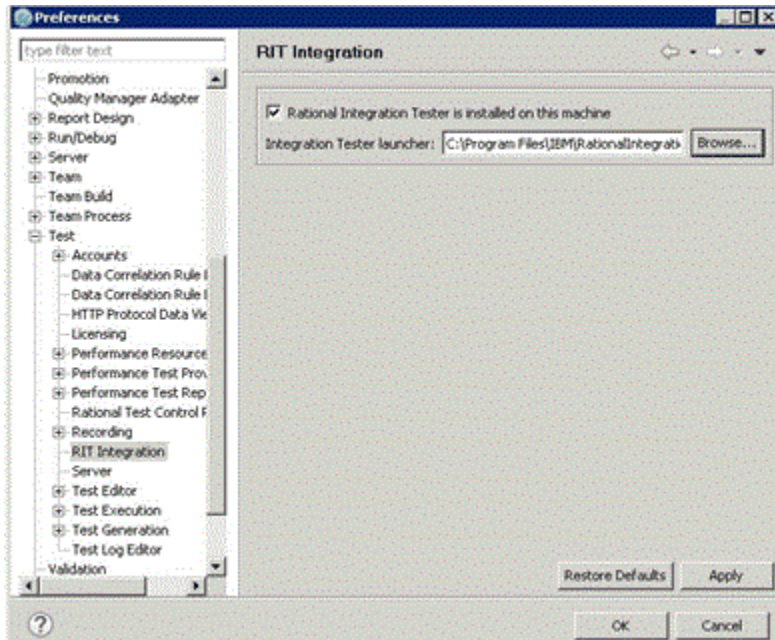 Preferences
type filter text
Promotion
Quality Manager Adapter
Report Design
Run/Debug
Server
Team
Team Build
Team Process
Test
Accounts
Data Correlation Rule
Data Correlation Rule
HTTP Protocol Data Vie
Licensing
Performance Resource
Performance Test Prov
Performance Test Rep
Rational Test Control P
Recording
RIT Integration
Server
Test Editor
Test Execution
Test Generation
Test Log Editor
Validation
RIT Integration
Rational Integration Tester is installed on this machine
Integration Tester launcher: C:\Program Files\IBM\RationalIntegrati Browse...
Restore Defaults Apply
? OK Cancel